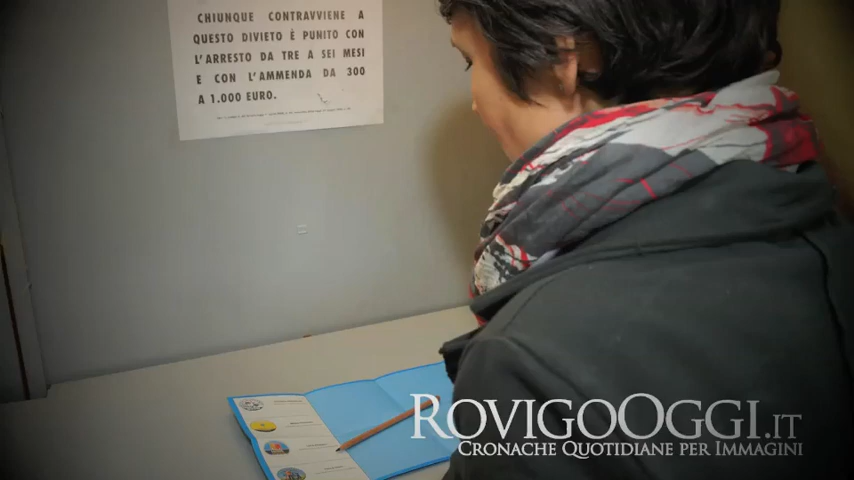 CHIUNQUE CONTRAVVIENE A
QUESTO DIVIETO È PUNITO CON
L'ARRESTO DA TRE A SEI MESI
E CON L'AMMENDA DA 300
A 1.000 EURO.
ROVIGOOGGI.IT
CRONACHE QUOTIDIANE PER IMMAGINI